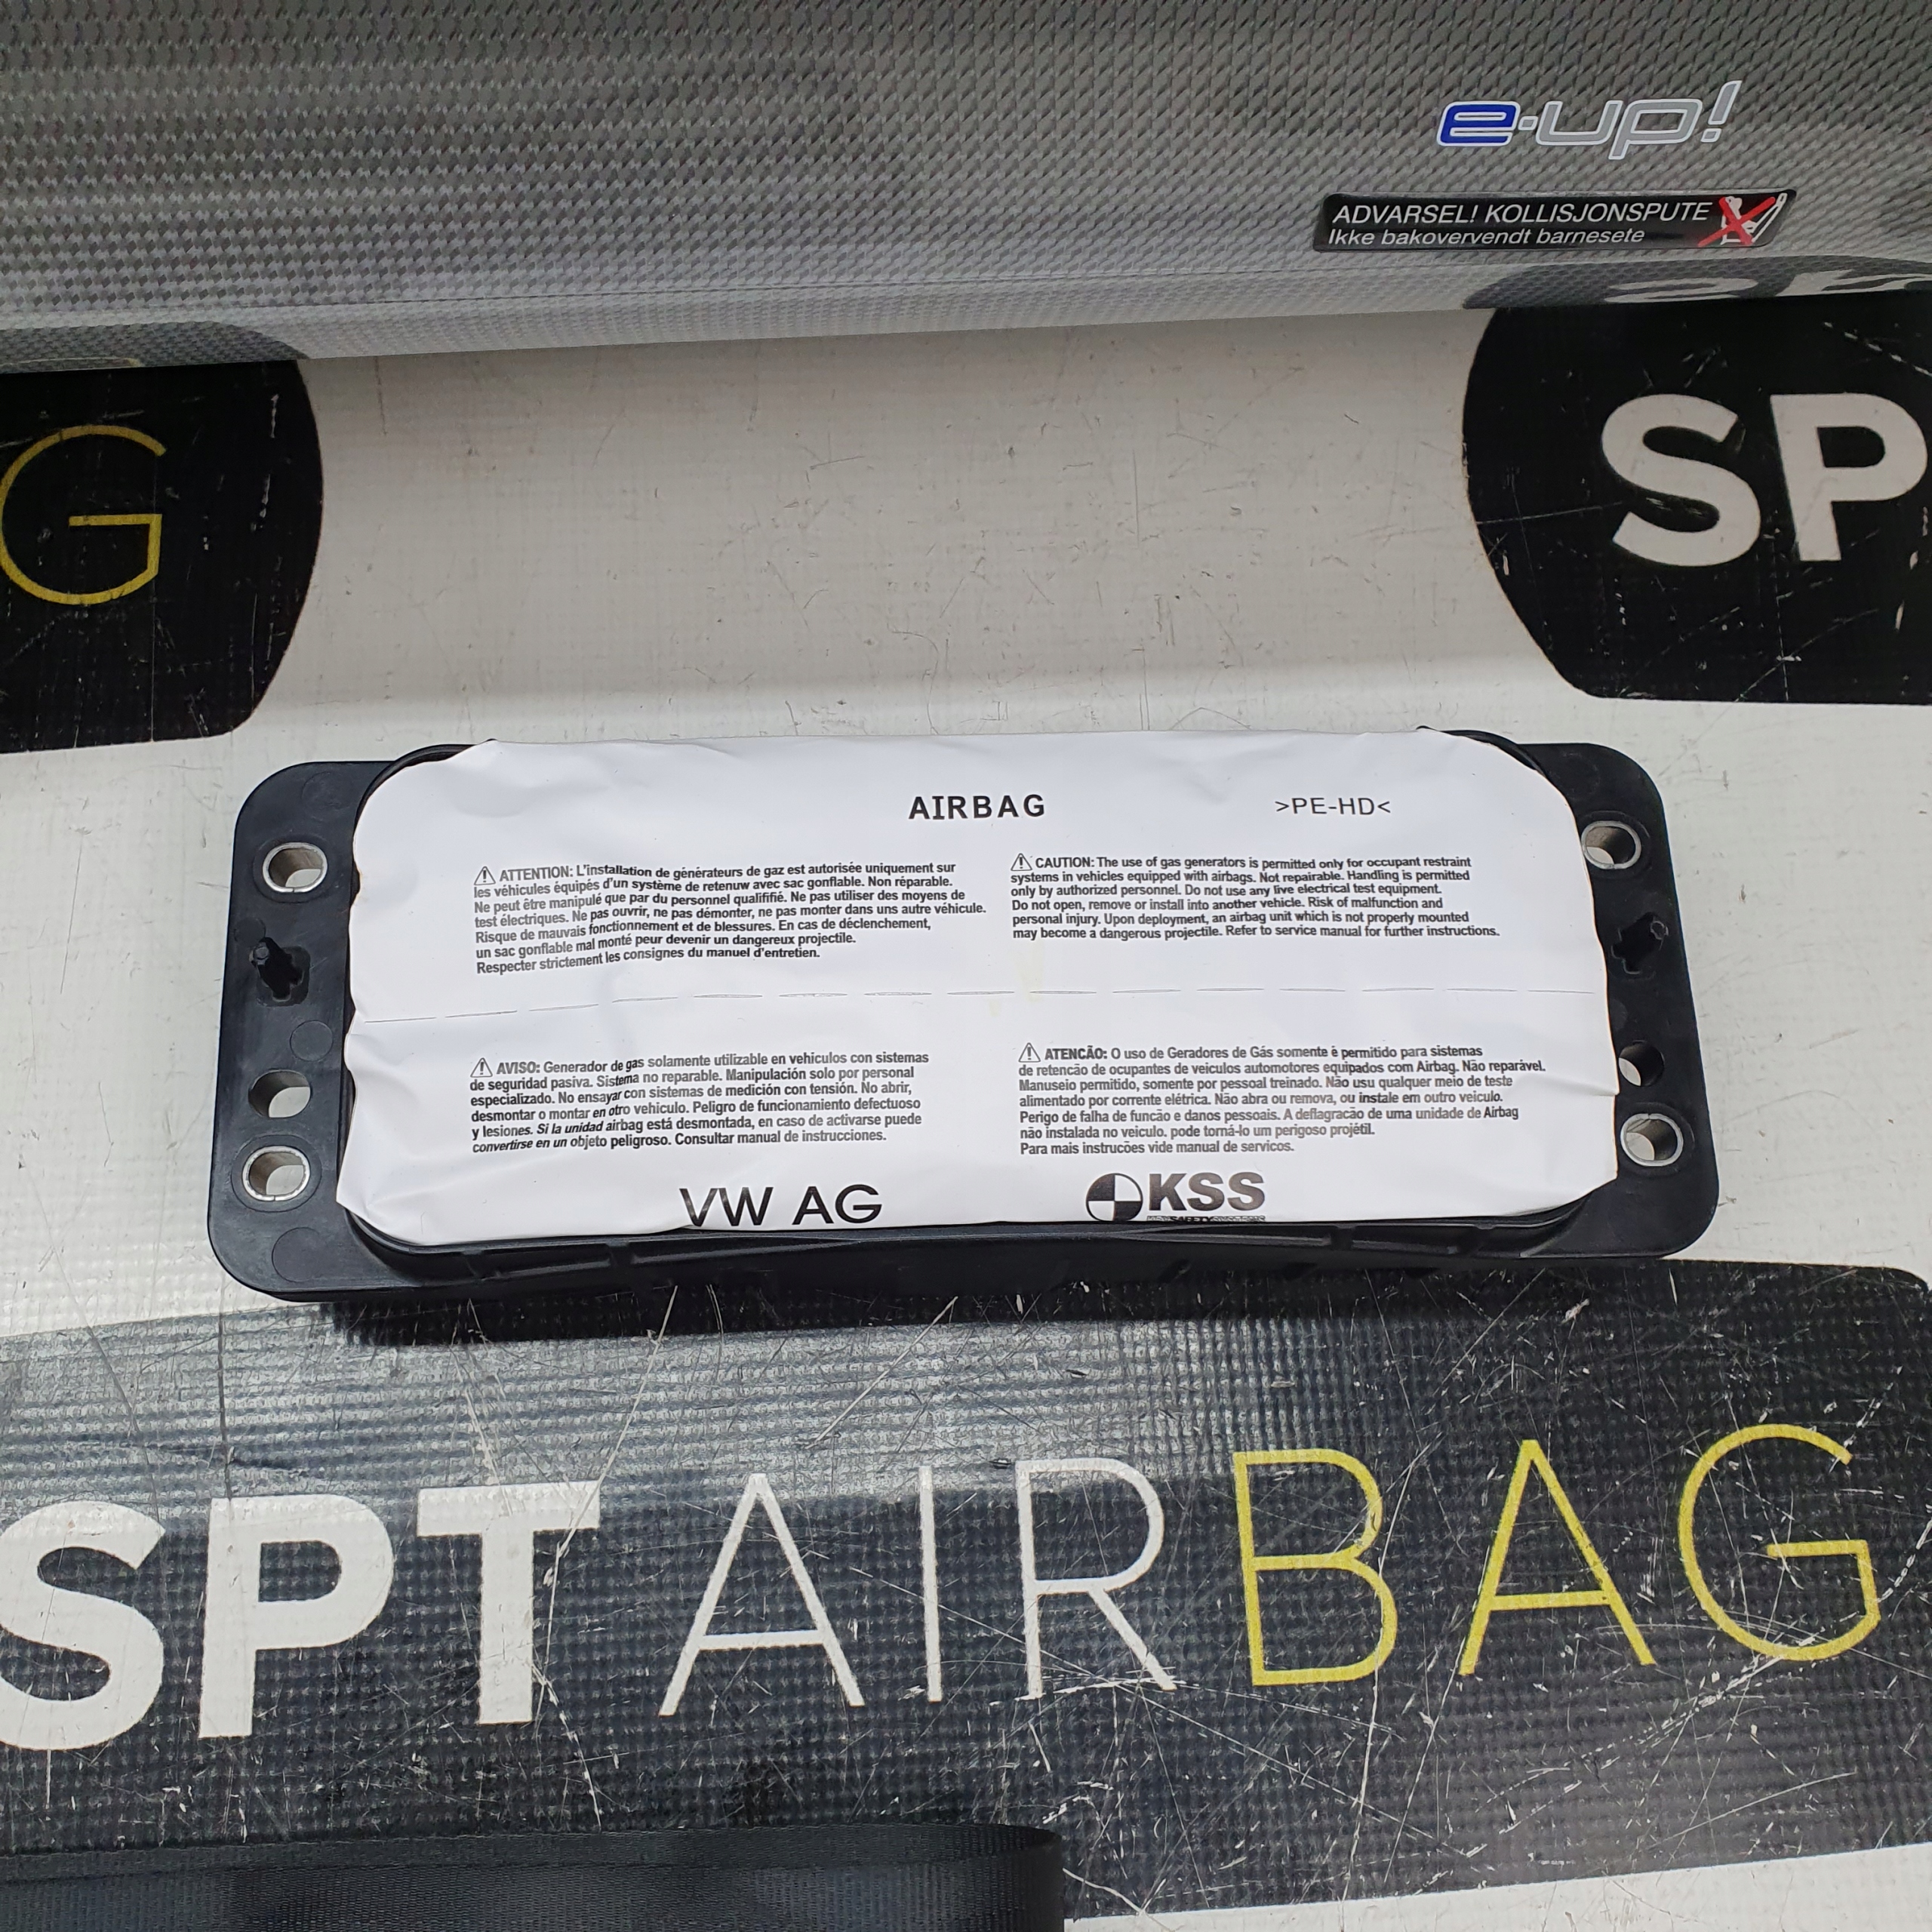 e-up!
ADVARSEL! KOLLISJONSPUTE
Ikke bakovervendt barnesete
G
SP
AIRBAG
>PE-HD<
ATTENTION: L'installation de générateurs de gaz est autorisée uniquement sur
les véhicules équipés d'un système de retenuw avec sac gonflable. Non réparable.
Ne peut être manipulé que par du personnel qualififié. Ne pas utiliser des moyens de
test électriques. Ne pas ouvrir, ne pas démonter, ne pas monter dans uns autre véhicule.
Risque de mauvais fonctionnement et de blessures. En cas de déclenchement,
un sac gonflable mal monté peur devenir un dangereux projectile.
Respecter strictement les consignes du manuel d'entretien.
CAUTION: The use of gas generators is permitted only for occupant restraint
systems in vehicles equipped with airbags. Not repairable. Handling is permitted
only by authorized personnel. Do not use any live electrical test equipment.
Do not open, remove or install into another vehicle. Risk of malfunction and
personal injury. Upon deployment, an airbag unit which is not properly mounted
may become a dangerous projectile. Refer to service manual for further instructions.
AVISO: Generador de gas solamente utilizable en vehiculos con sistemas
de seguridad pasiva. Sistema no reparable. Manipulación solo por personal
especializado. No ensayar con sistemas de medición con tensión. No abrir,
desmontar o montar en otro vehiculo. Peligro de funcionamiento defectuoso
y lesiones. Si la unidad airbag está desmontada, en caso de activarse puede
convertirse en un objeto peligroso. Consultar manual de instrucciones.
ATENCÃO: O uso de Geradores de Gás somente è permitido para sistemas
de retencão de ocupantes de veiculos automotores equipados com Airbag. Não reparável.
Manuseio permitido, somente por pessoal treinado. Não usu qualquer meio de teste
alimentado por corrente elétrica. Não abra ou remova, ou instale em outro veiculo.
Perigo de falha de funcão e danos pessoais. A deflagracão de uma unidade de Airbag
não instalada no veiculo. pode torná-lo um perigoso projétil.
Para mais instrucões vide manual de servicos.
VW AG
KSS
SPT AIRBAG